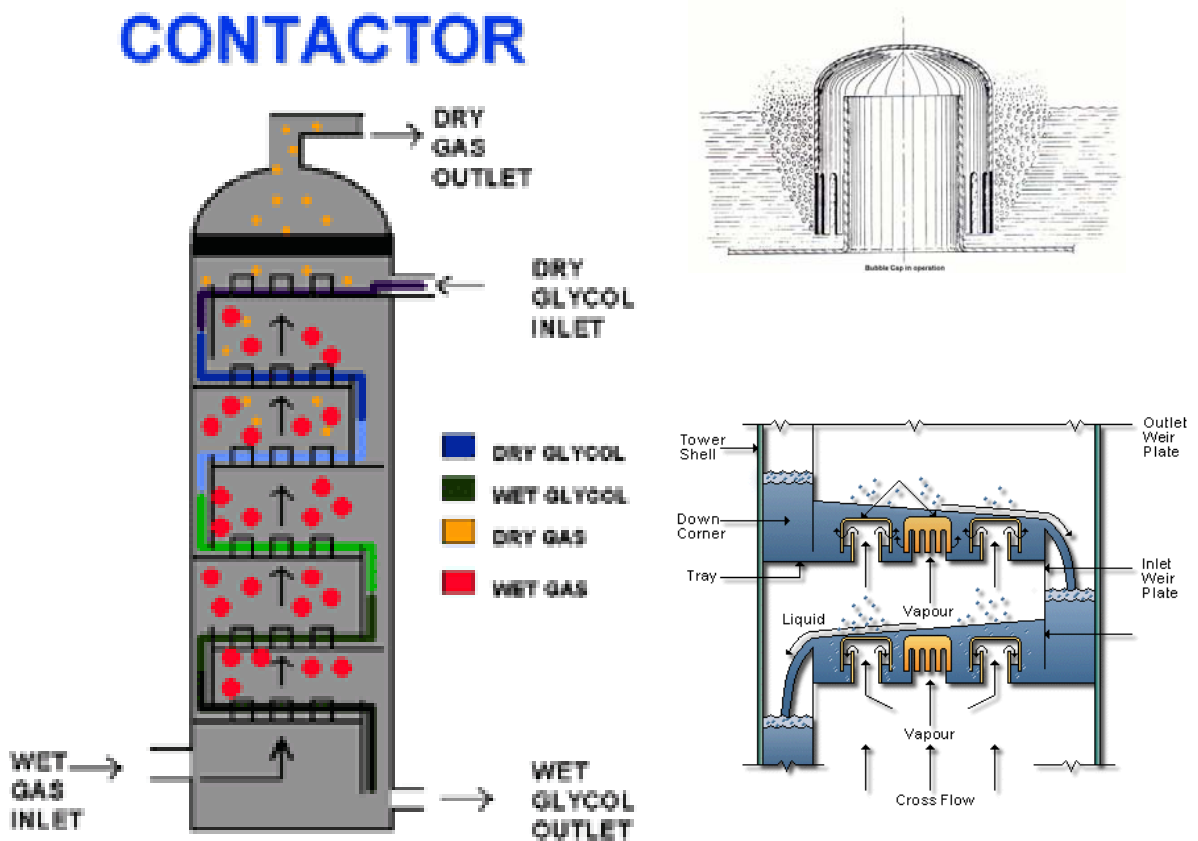 CONTACTOR
DRY
GAS
OUTLET
DRY
GLYCOL
INLET
DRY GLYCOL
WET GLYCOL
DRY GAS
WET GAS
WET
GAS
INLET
WET
GLYCOL
OUTLET
Bubble Cap in operation
Tower
Shell
Outlet
Weir
Plate
Down
Corner
Tray
Inlet
Weir
Plate
Liquid
Vapour
Vapour
Cross Flow